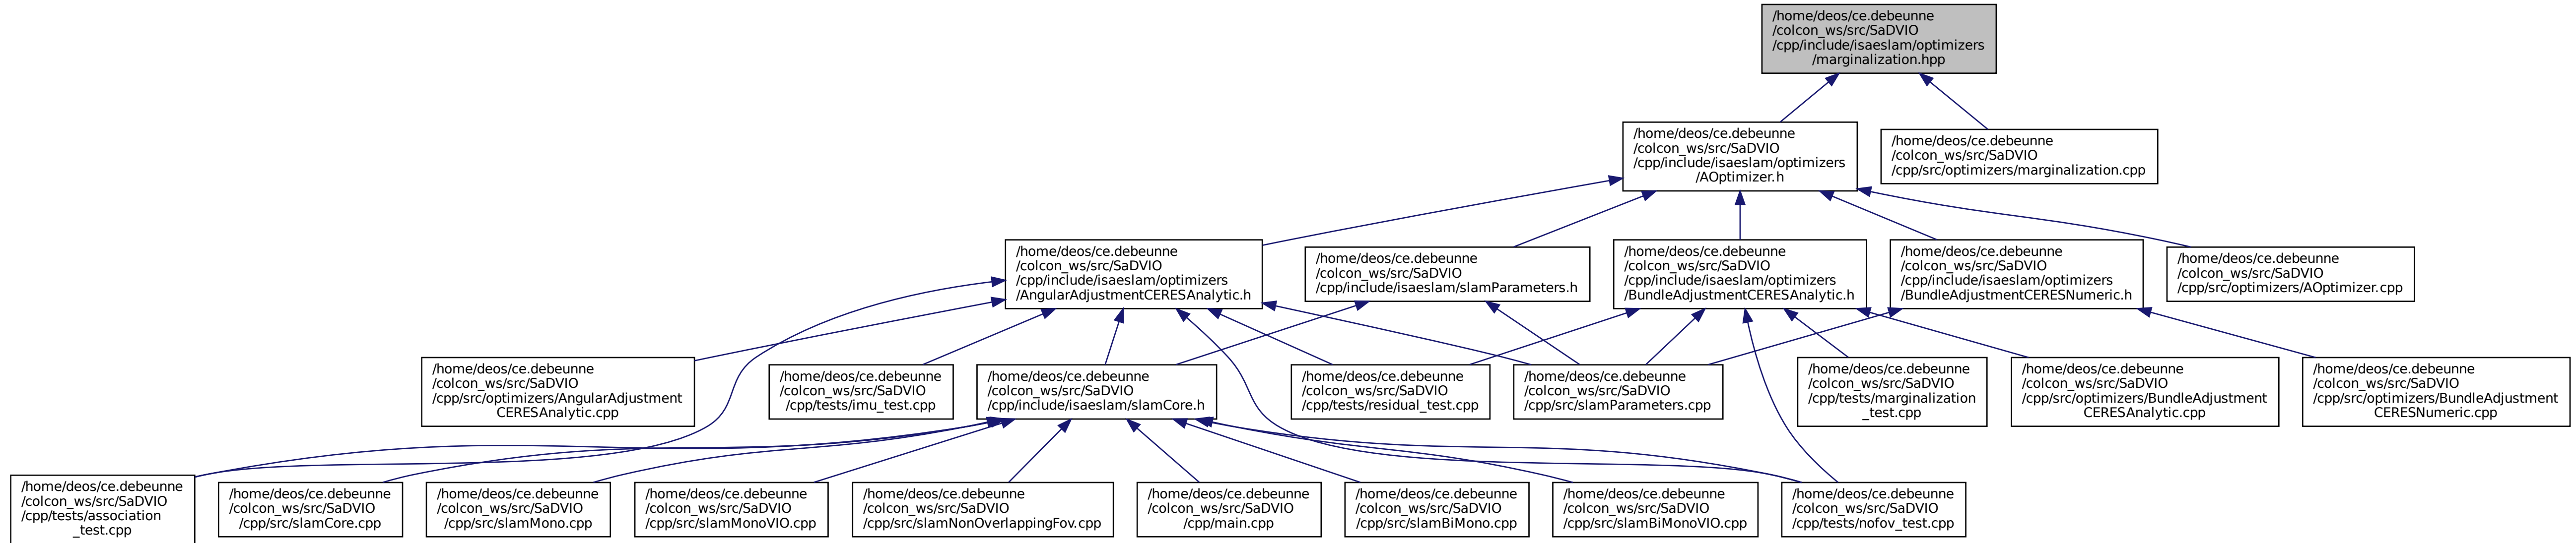 /home/deos/ce.debeunne
/colcon_ws/src/SaDVIO
/cpp/include/isaeslam/optimizers
/marginalization.hpp
/home/deos/ce.debeunne
/colcon_ws/src/SaDVIO
/cpp/include/isaeslam/optimizers
/AOptimizer.h
/home/deos/ce.debeunne
/colcon_ws/src/SaDVIO
/cpp/src/optimizers/marginalization.cpp
/home/deos/ce.debeunne
/colcon_ws/src/SaDVIO
/cpp/include/isaeslam/optimizers
/AngularAdjustmentCERESAnalytic.h
/home/deos/ce.debeunne
/colcon_ws/src/SaDVIO
/cpp/include/isaeslam/slamParameters.h
/home/deos/ce.debeunne
/colcon_ws/src/SaDVIO
/cpp/include/isaeslam/optimizers
/BundleAdjustmentCERESAnalytic.h
/home/deos/ce.debeunne
/colcon_ws/src/SaDVIO
/cpp/include/isaeslam/optimizers
/BundleAdjustmentCERESNumeric.h
/home/deos/ce.debeunne
/colcon_ws/src/SaDVIO
/cpp/src/optimizers/AOptimizer.cpp
/home/deos/ce.debeunne
/colcon_ws/src/SaDVIO
/cpp/src/optimizers/AngularAdjustment
CERESAnalytic.cpp
/home/deos/ce.debeunne
/colcon_ws/src/SaDVIO
/cpp/tests/imu_test.cpp
/home/deos/ce.debeunne
/colcon_ws/src/SaDVIO
/cpp/include/isaeslam/slamCore.h
/home/deos/ce.debeunne
/colcon_ws/src/SaDVIO
/cpp/tests/residual_test.cpp
/home/deos/ce.debeunne
/colcon_ws/src/SaDVIO
/cpp/src/slamParameters.cpp
/home/deos/ce.debeunne
/colcon_ws/src/SaDVIO
/cpp/tests/marginalization
_test.cpp
/home/deos/ce.debeunne
/colcon_ws/src/SaDVIO
/cpp/src/optimizers/BundleAdjustment
CERESAnalytic.cpp
/home/deos/ce.debeunne
/colcon_ws/src/SaDVIO
/cpp/src/optimizers/BundleAdjustment
CERESNumeric.cpp
/home/deos/ce.debeunne
/colcon_ws/src/SaDVIO
/cpp/tests/association
_test.cpp
/home/deos/ce.debeunne
/colcon_ws/src/SaDVIO
/cpp/src/slamCore.cpp
/home/deos/ce.debeunne
/colcon_ws/src/SaDVIO
/cpp/src/slamMono.cpp
/home/deos/ce.debeunne
/colcon_ws/src/SaDVIO
/cpp/src/slamMonoVIO.cpp
/home/deos/ce.debeunne
/colcon_ws/src/SaDVIO
/cpp/src/slamNonOverlappingFov.cpp
/home/deos/ce.debeunne
/colcon_ws/src/SaDVIO
/cpp/main.cpp
/home/deos/ce.debeunne
/colcon_ws/src/SaDVIO
/cpp/src/slamBiMono.cpp
/home/deos/ce.debeunne
/colcon_ws/src/SaDVIO
/cpp/src/slamBiMonoVIO.cpp
/home/deos/ce.debeunne
/colcon_ws/src/SaDVIO
/cpp/tests/nofov_test.cpp